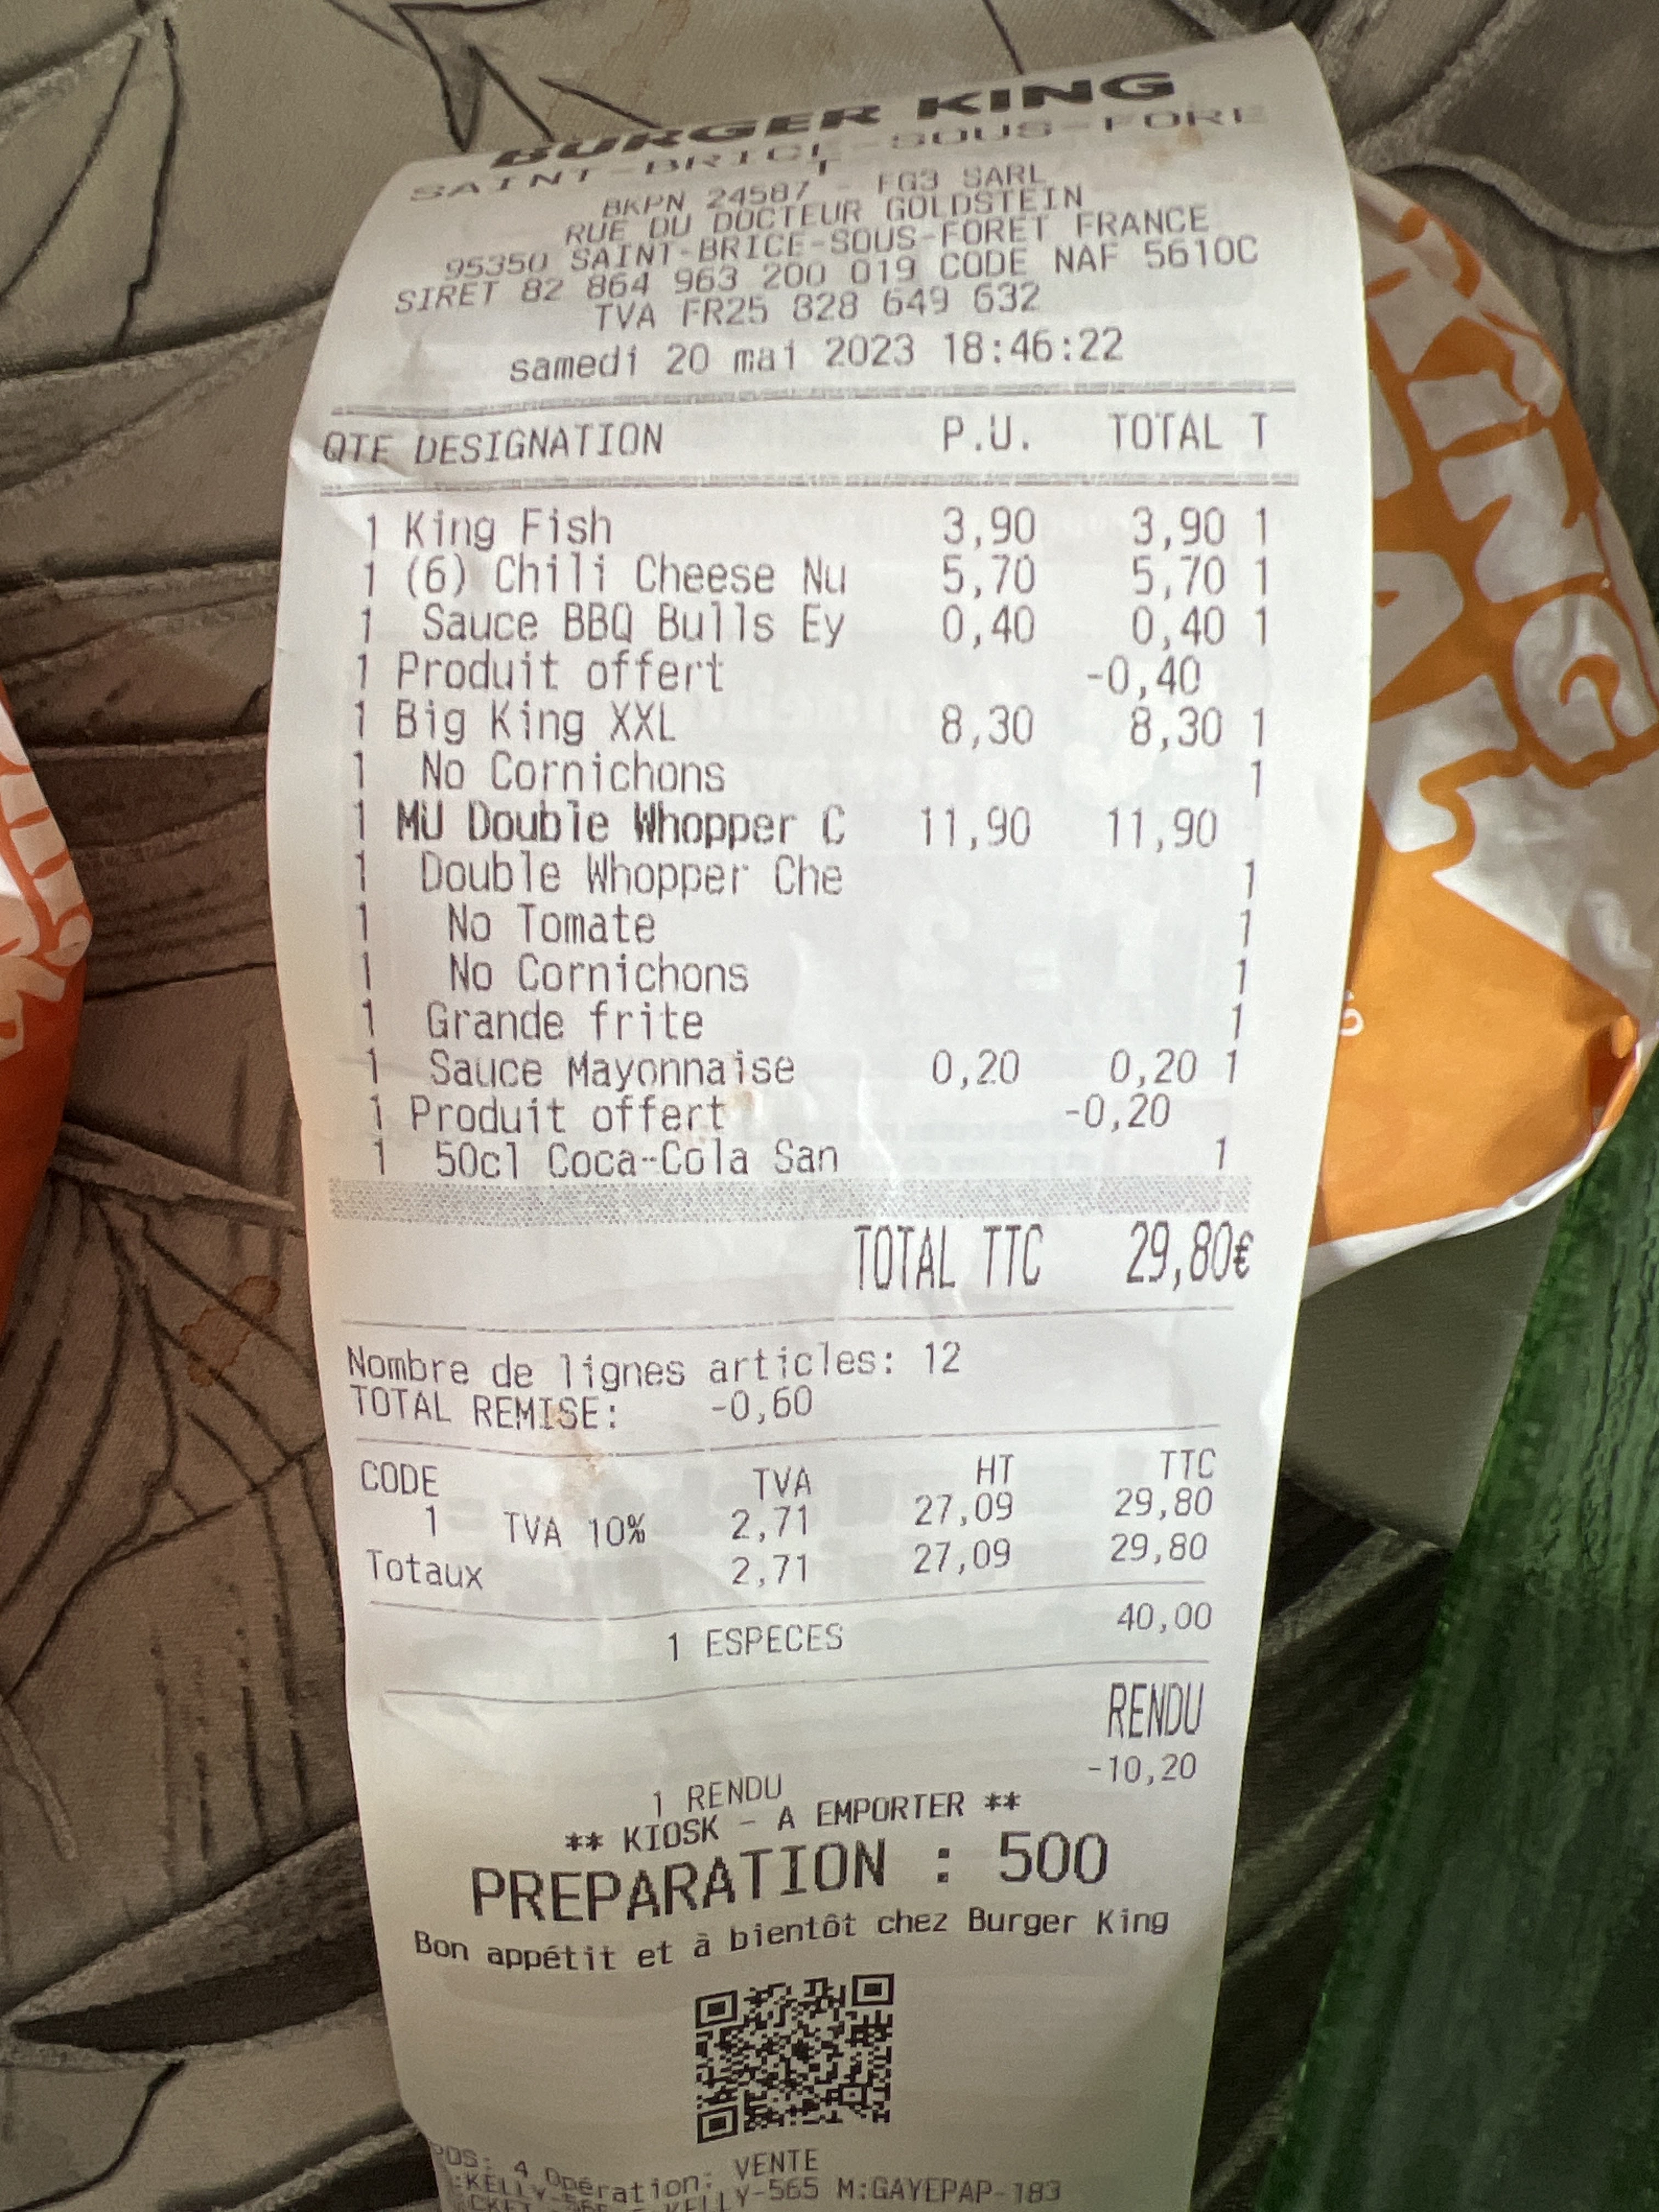 BURGER KING
SAINT-BRICE-SOUS-FORE
T
BKPN 24587 - FG3 SARL
RUE DU DOCTEUR GOLDSTEIN
95350 SAINT-BRICE-SOUS-FORET FRANCE
SIRET 82 864 963 200 019 CODE NAF 5610C
TVA FR25 828 649 632
samedi 20 mai 2023 18:46:22
QTE DESIGNATION P.U. TOTAL T
1 King Fish 3,90 3,90 1
1 (6) Chili Cheese Nu 5,70 5,70 1
1 Sauce BBQ Bulls Ey 0,40 0,40 1
1 Produit offert -0,40
1 Big King XXL 8,30 8,30 1
1 No Cornichons 1
1 MU Double Whopper C 11,90 11,90
1 Double Whopper Che 1
1 No Tomate 1
1 No Cornichons 1
1 Grande frite 1
1 Sauce Mayonnaise 0,20 0,20 1
1 Produit offert -0,20
1 50cl Coca-Cola San 1
TOTAL TTC 29,80€
Nombre de lignes articles: 12
TOTAL REMISE: -0,60
CODE TVA HT TTC
1 TVA 10% 2,71 27,09 29,80
Totaux 2,71 27,09 29,80
1 ESPECES 40,00
RENDU
1 RENDU -10,20
** KIOSK - A EMPORTER **
PREPARATION : 500
Bon appétit et à bientôt chez Burger King
POS: 4 Opération: VENTE
:KELLY-565 KELLY-565 M:GAYEPAP-183